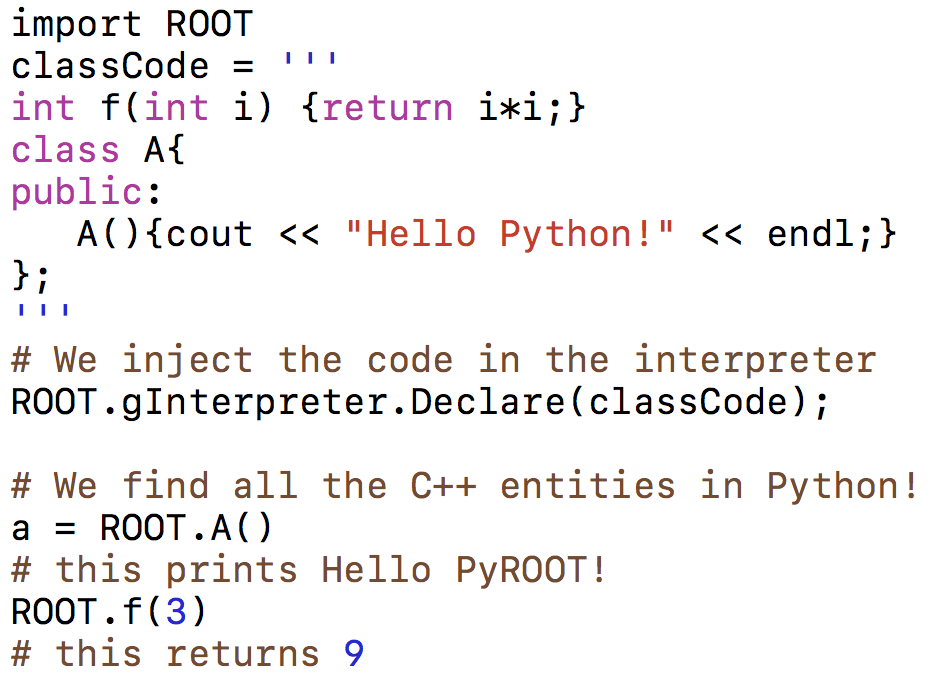 import ROOT
classCode = '''
int f(int i) {return i*i;}
class A{
public:
   A(){cout << "Hello Python!" << endl;}
};
'''
# We inject the code in the interpreter
ROOT.gInterpreter.Declare(classCode);

# We find all the C++ entities in Python!
a = ROOT.A()
# this prints Hello PyROOT!
ROOT.f(3)
# this returns 9